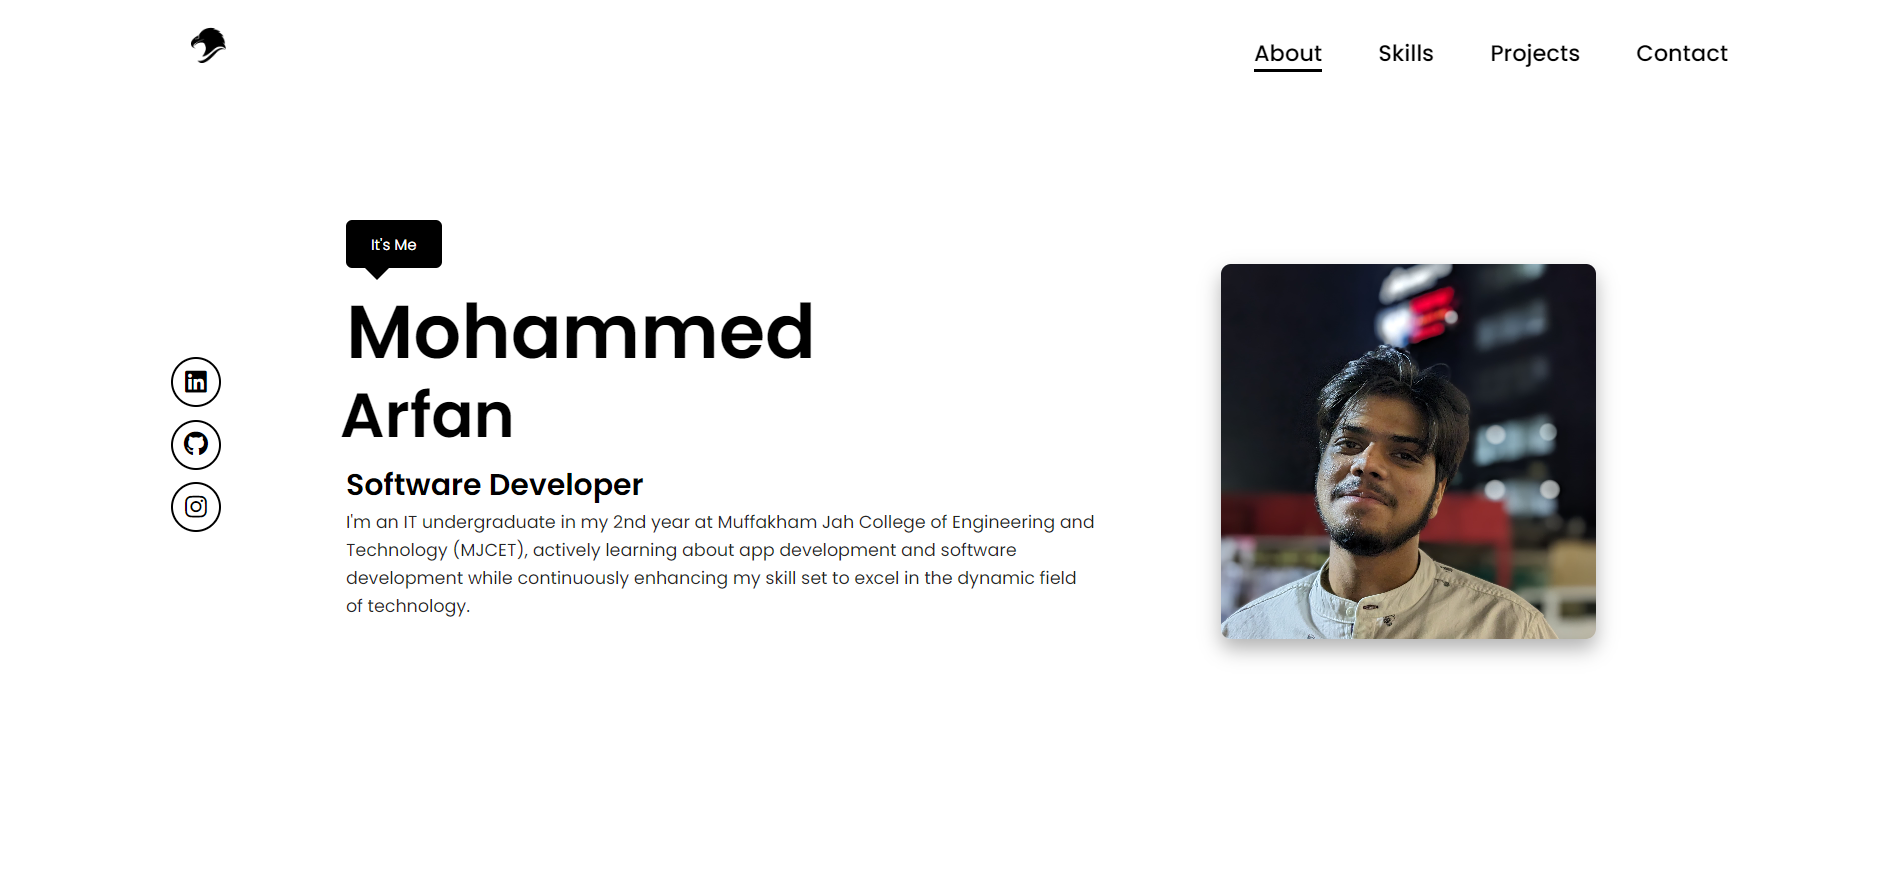 About Skills Projects Contact
It's Me
Mohammed
Arfan
Software Developer
I'm an IT undergraduate in my 2nd year at Muffakham Jah College of Engineering and
Technology (MJCET), actively learning about app development and software
development while continuously enhancing my skill set to excel in the dynamic field
of technology.